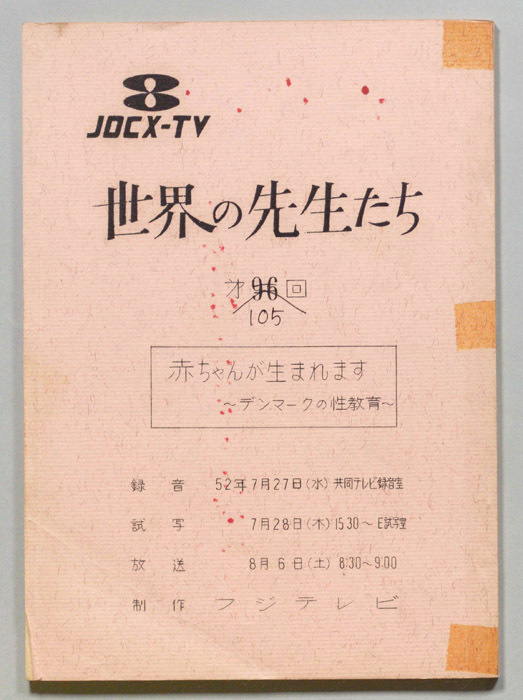 JOCX-TV
世界の先生たち
才96回
105
赤ちゃんが生まれます
～デンマークの性教育～
録音 52年7月27日(水) 共同テレビ録音室
試写 7月28日(木) 1530～ E試写室
放送 8月6日(土) 8:30～9:00
制作 フジテレビ